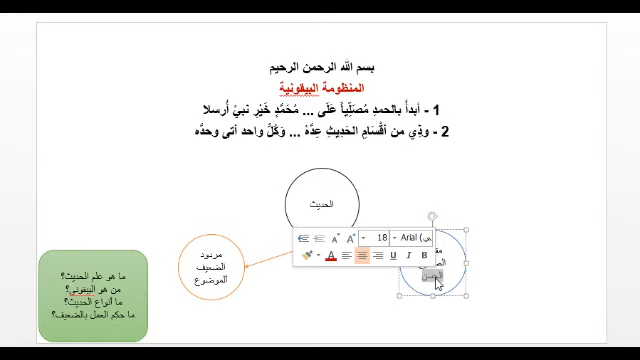 بسم الله الرحمن الرحيم
المنظومة البيقونية
1 - أبدأُ بالحمدِ مُصَلِّياً عَلَى ... مُحَمَّدٍ خَيْرِ نبيْ أُرسلا
2 - وذِي من أقْسَامِ الحَدِيثِ عِدَّهْ ... وَكُلُّ واحد أتى وحدَّه
الحديث
18
Arial
A A
B I U A
مردود
الضعيف
الموضوع
الحسن
ما هو علم الحديث؟
من هو البيقوني؟
ما أنواع الحديث؟
ما حكم العمل بالضعيف؟